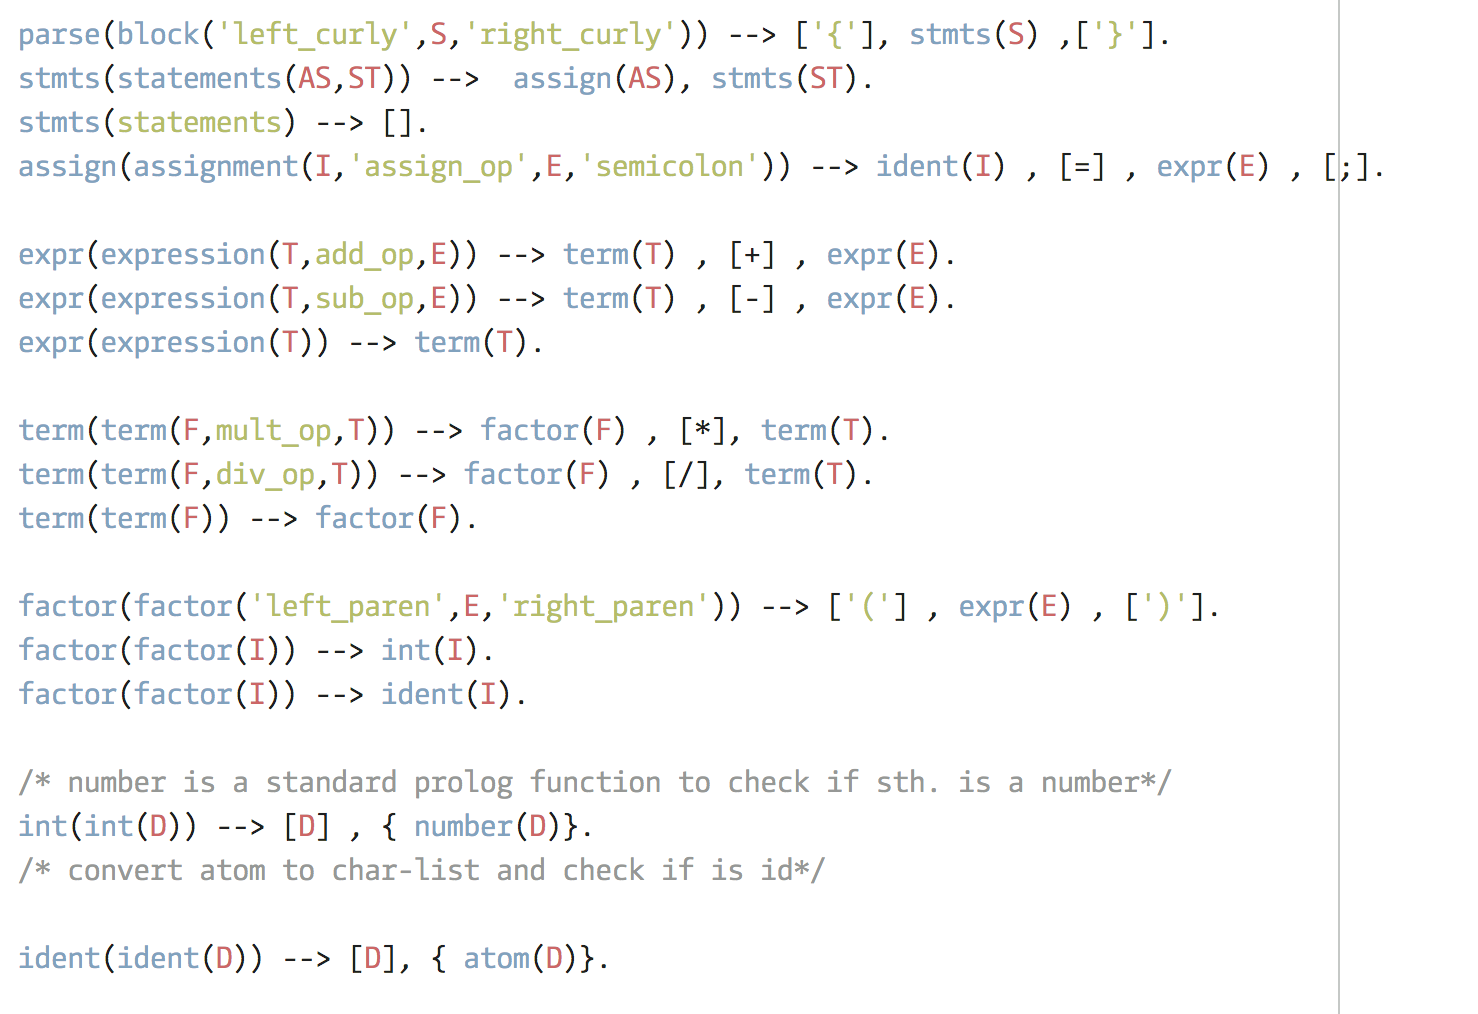 parse(block('left_curly',S,'right_curly')) --> ['{'], stmts(S) ,['}'].
stmts(statements(AS,ST)) -->  assign(AS), stmts(ST).
stmts(statements) --> [].
assign(assignment(I,'assign_op',E,'semicolon')) --> ident(I) , [=] , expr(E) , [;].
expr(expression(T,add_op,E)) --> term(T) , [+] , expr(E).
expr(expression(T,sub_op,E)) --> term(T) , [-] , expr(E).
expr(expression(T)) --> term(T).
term(term(F,mult_op,T)) --> factor(F) , [*], term(T).
term(term(F,div_op,T)) --> factor(F) , [/], term(T).
term(term(F)) --> factor(F).
factor(factor('left_paren',E,'right_paren')) --> ['('] , expr(E) , [')'].
factor(factor(I)) --> int(I).
factor(factor(I)) --> ident(I).
/* number is a standard prolog function to check if sth. is a number*/
int(int(D)) --> [D] , { number(D)}.
/* convert atom to char-list and check if is id*/
ident(ident(D)) --> [D], { atom(D)}.